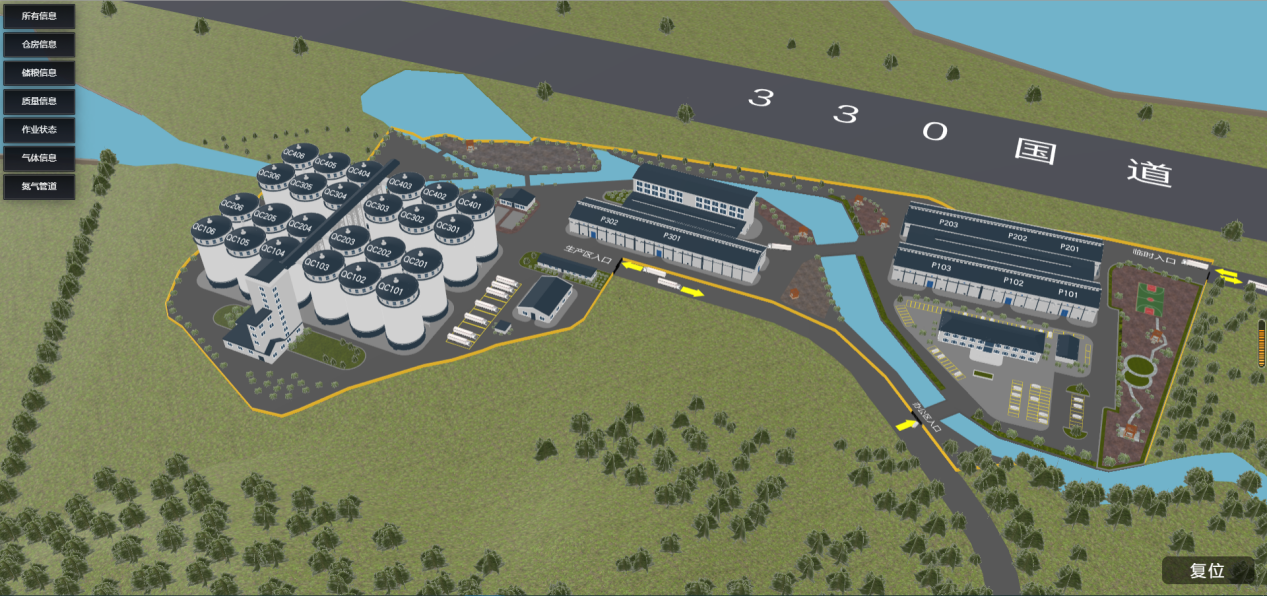 所有信息
仓房信息
储粮信息
质量信息
作业状态
气体信息
氮气管道
330国道
QC406
QC405
QC404
QC403
QC402
QC401
QC306
QC305
QC304
QC303
QC302
QC301
QC206
QC205
QC204
QC203
QC202
QC201
QC106
QC105
QC104
QC103
QC102
QC101
P302
P301
生产区入口
P203
P202
P201
P103
P102
P101
临时入口
办公区入口
复位